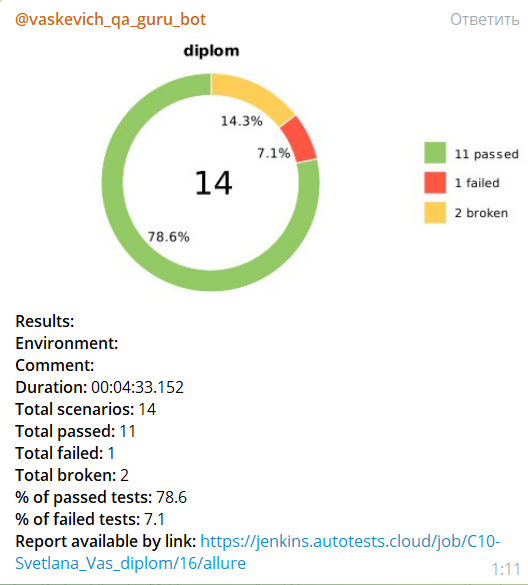 @vaskevich_qa_guru_bot
Ответить
diplom
14.3%
7.1%
14
78.6%
11 passed
1 failed
2 broken
Results:
Environment:
Comment:
Duration: 00:04:33.152
Total scenarios: 14
Total passed: 11
Total failed: 1
Total broken: 2
% of passed tests: 78.6
% of failed tests: 7.1
Report available by link: https://jenkins.autotests.cloud/job/C10-
Svetlana_Vas_diplom/16/allure
1:11